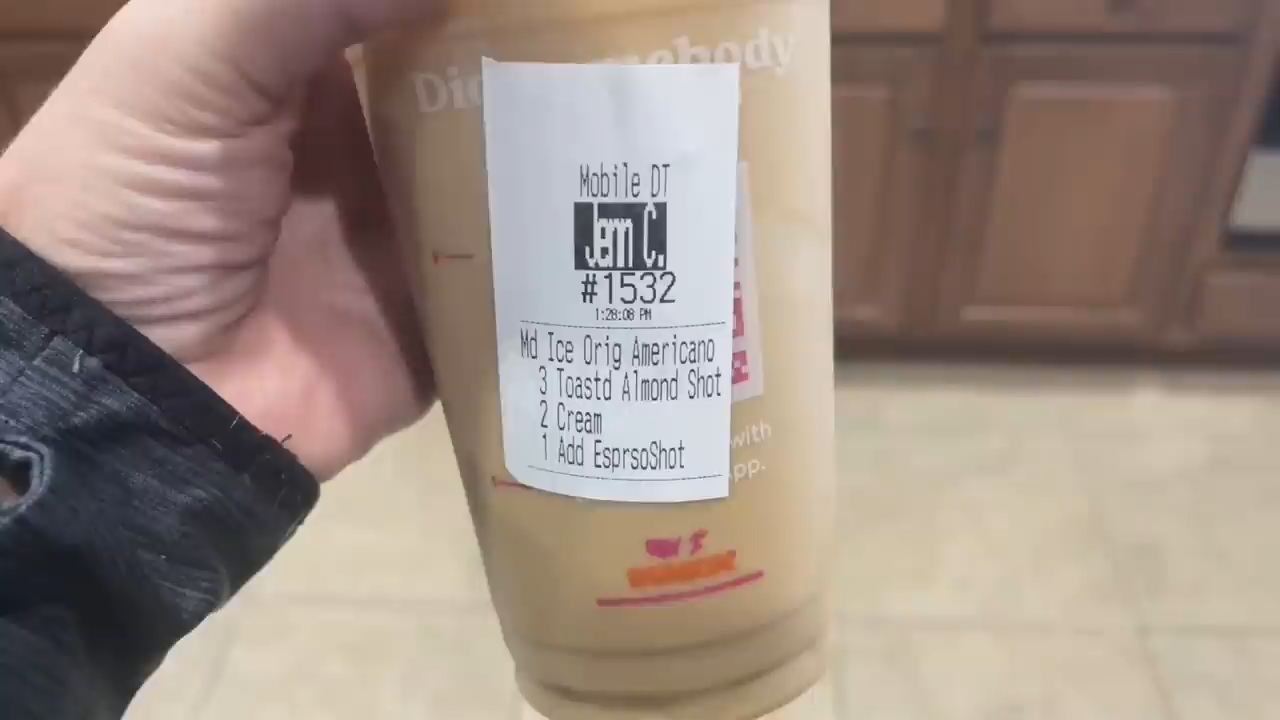 Mobile DT
Jenn C.
#1532
1:28:08 PM
Md Ice Orig Americano
3 Toastd Almond Shot
2 Cream
1 Add EsprsoShot
with